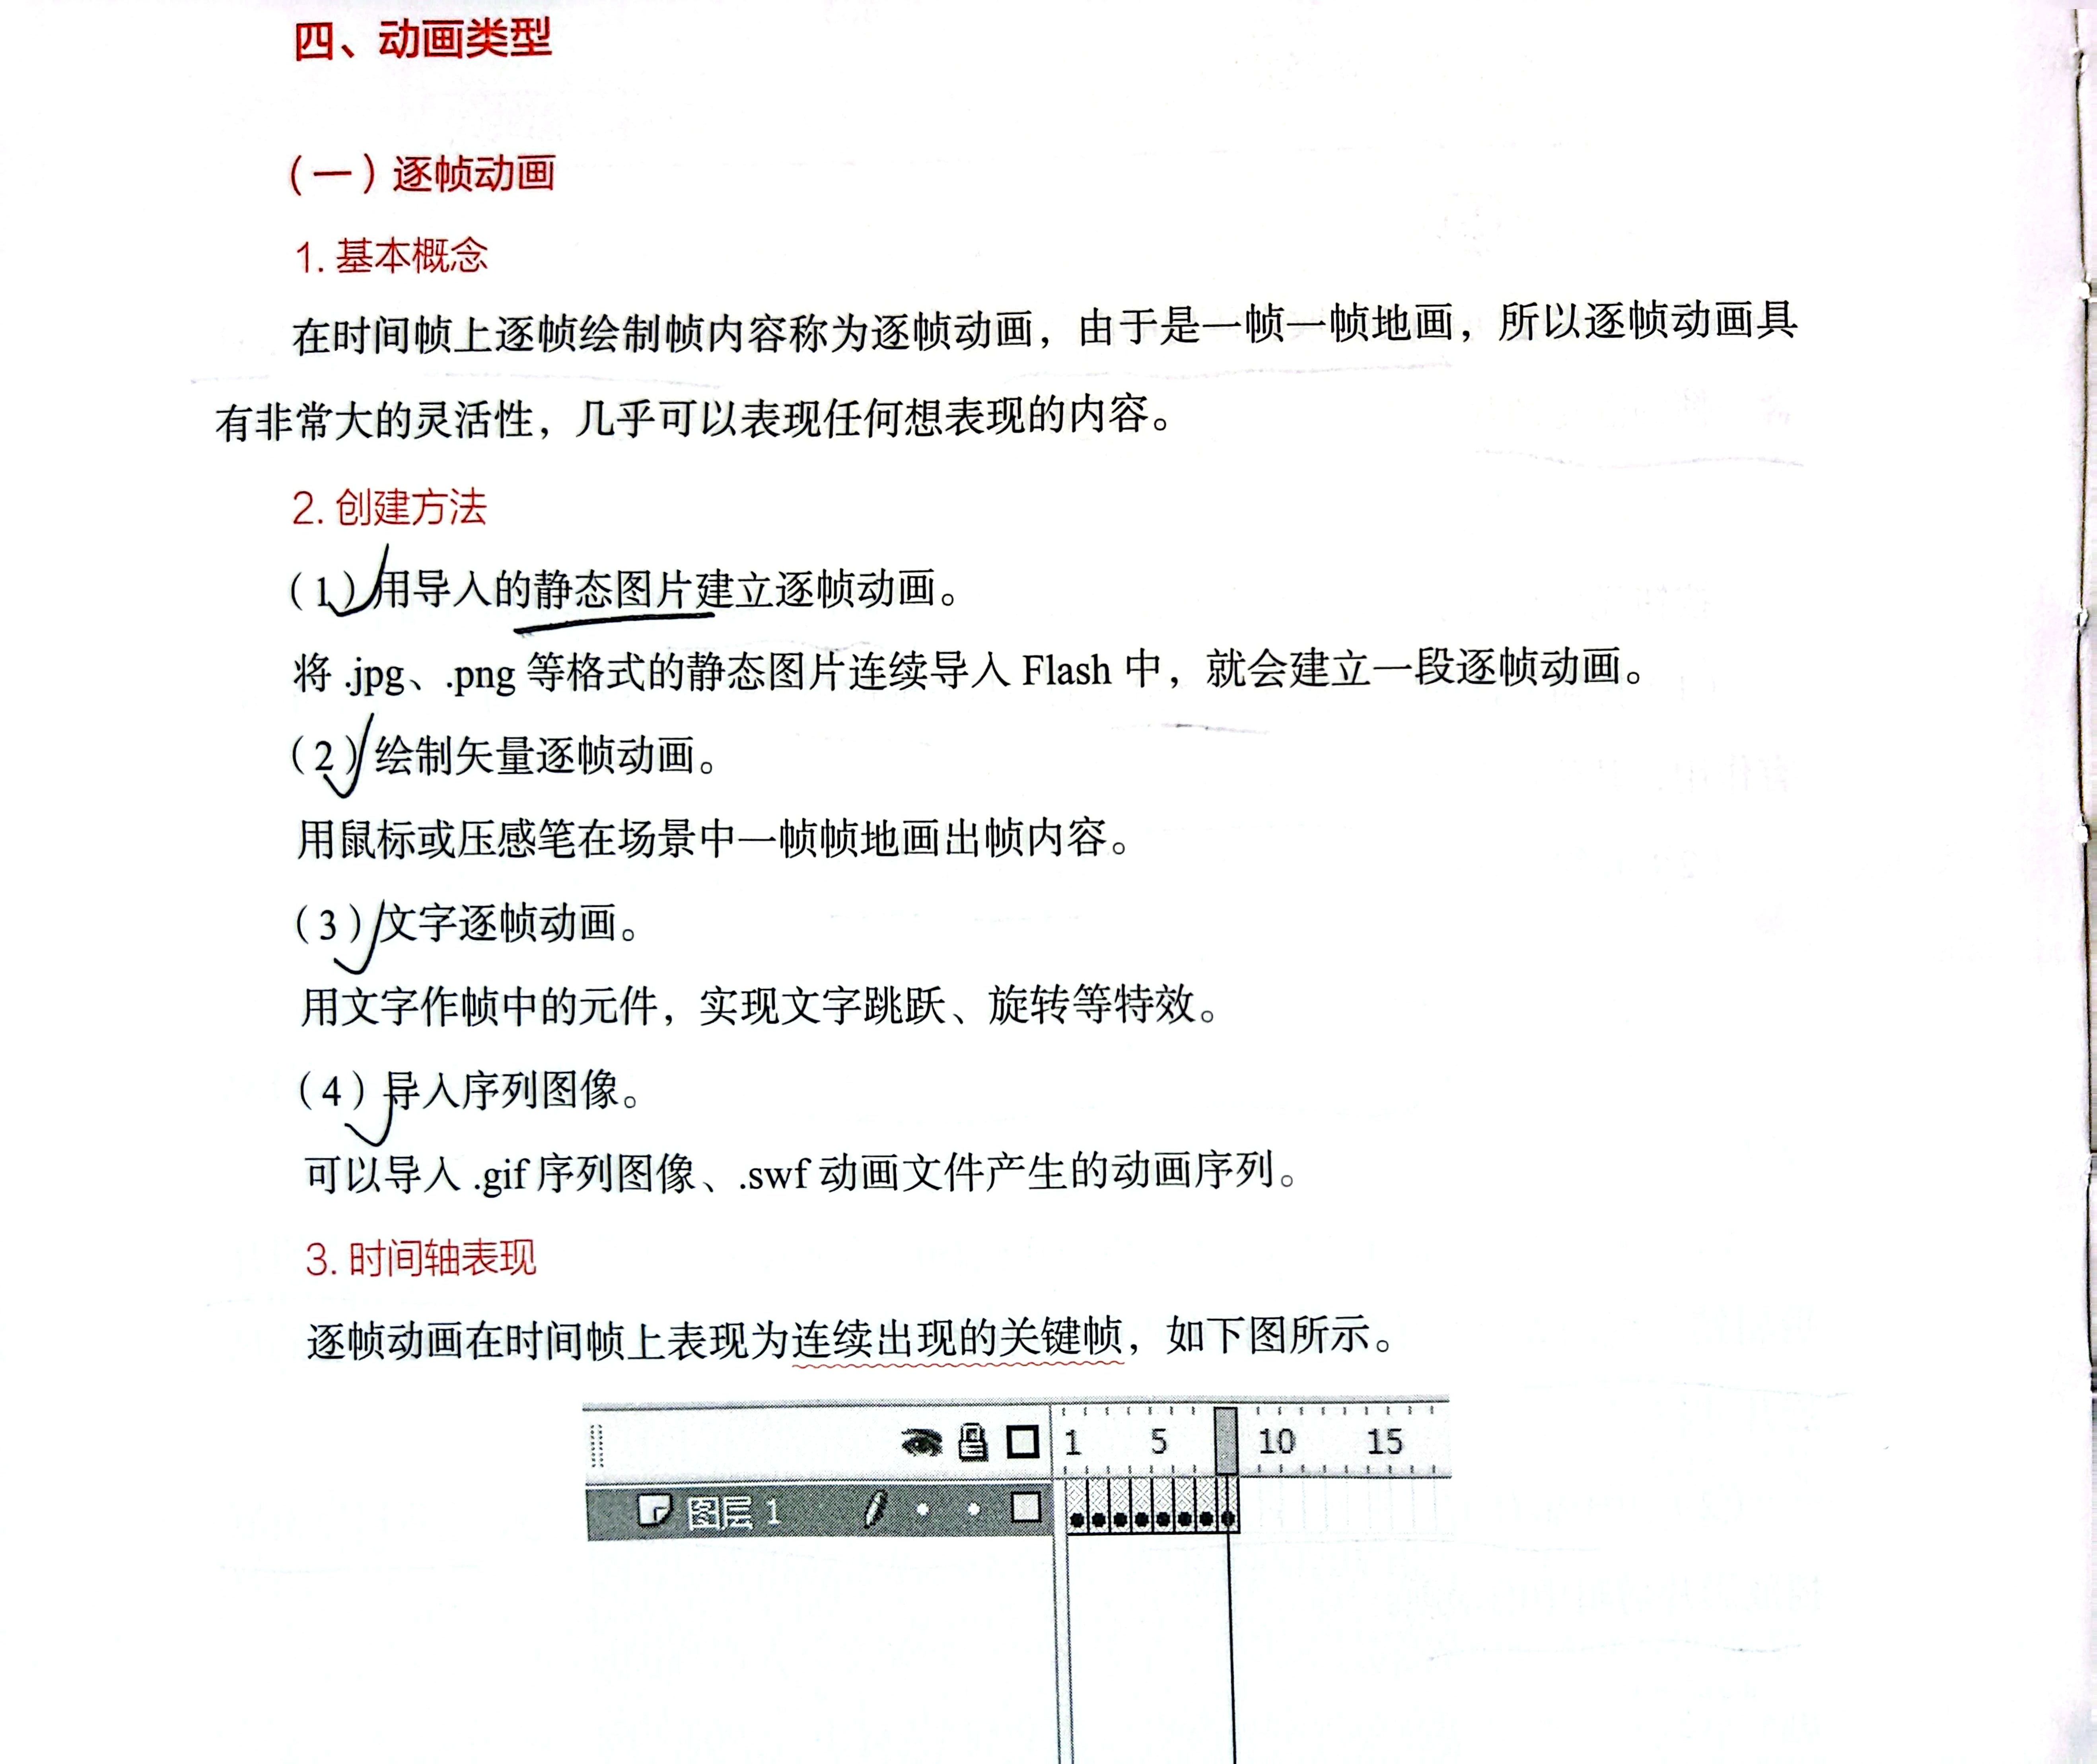 四、动画类型
（一）逐帧动画
1. 基本概念
在时间帧上逐帧绘制帧内容称为逐帧动画，由于是一帧一帧地画，所以逐帧动画具
有非常大的灵活性，几乎可以表现任何想表现的内容。
2. 创建方法
（1）用导入的静态图片建立逐帧动画。
将 .jpg、.png 等格式的静态图片连续导入 Flash 中，就会建立一段逐帧动画。
（2）绘制矢量逐帧动画。
用鼠标或压感笔在场景中一帧帧地画出帧内容。
（3）文字逐帧动画。
用文字作帧中的元件，实现文字跳跃、旋转等特效。
（4）导入序列图像。
可以导入 .gif 序列图像、.swf 动画文件产生的动画序列。
3. 时间轴表现
逐帧动画在时间帧上表现为连续出现的关键帧，如下图所示。
1 5 10 15
图层 1